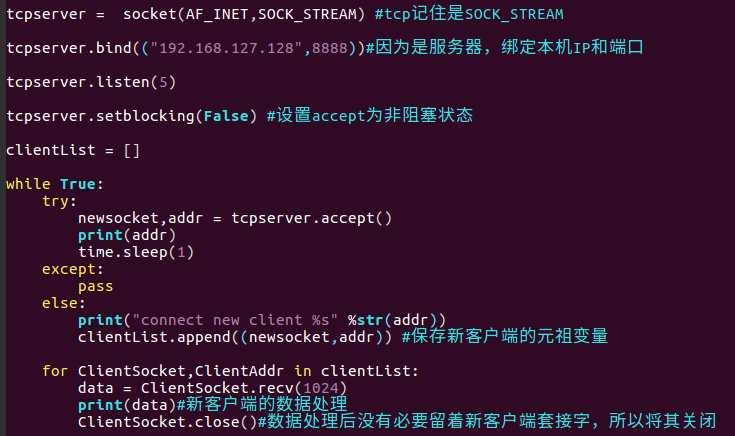 tcpserver =  socket(AF_INET,SOCK_STREAM) #tcp记住是SOCK_STREAM
tcpserver.bind(("192.168.127.128",8888))#因为是服务器，绑定本机IP和端口
tcpserver.listen(5)
tcpserver.setblocking(False) #设置accept为非阻塞状态
clientList = []
while True:
    try:
        newsocket,addr = tcpserver.accept()
        print(addr)
        time.sleep(1)
    except:
        pass
    else:
        print("connect new client %s" %str(addr))
        clientList.append((newsocket,addr)) #保存新客户端的元祖变量
    for ClientSocket,ClientAddr in clientList:
        data = ClientSocket.recv(1024)
        print(data)#新客户端的数据处理
        ClientSocket.close()#数据处理后没有必要留着新客户端套接字，所以将其关闭